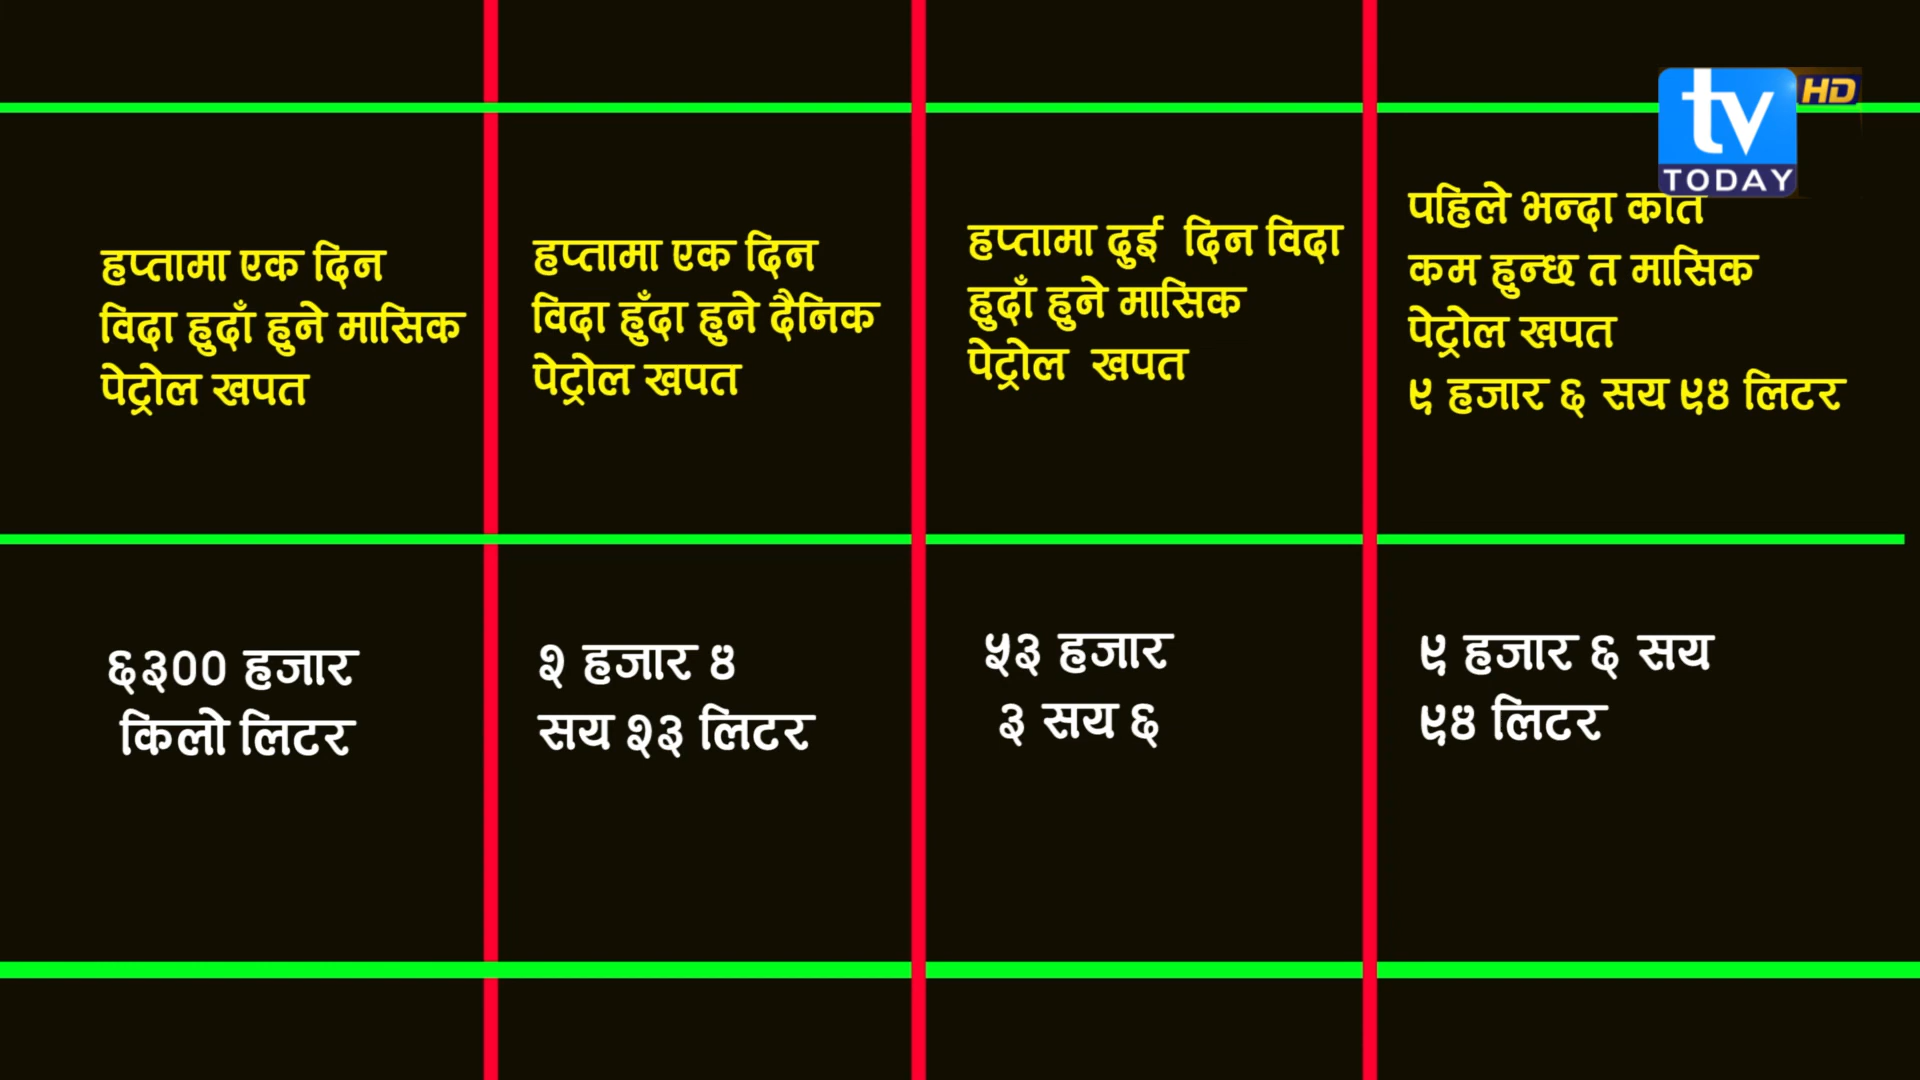 tv
HD
TODAY
हप्तामा एक दिन
विदा हुदाँ हुने मासिक
पेट्रोल खपत
हप्तामा एक दिन
विदा हुँदा हुने दैनिक
पेट्रोल खपत
हप्तामा दुई दिन विदा
हुदाँ हुने मासिक
पेट्रोल खपत
पहिले भन्दा कति
कम हुन्छ त मासिक
पेट्रोल खपत
९ हजार ६ सय ९४ लिटर
६३०० हजार
किलो लिटर
२ हजार ४
सय २३ लिटर
५३ हजार
३ सय ६
९ हजार ६ सय
९४ लिटर